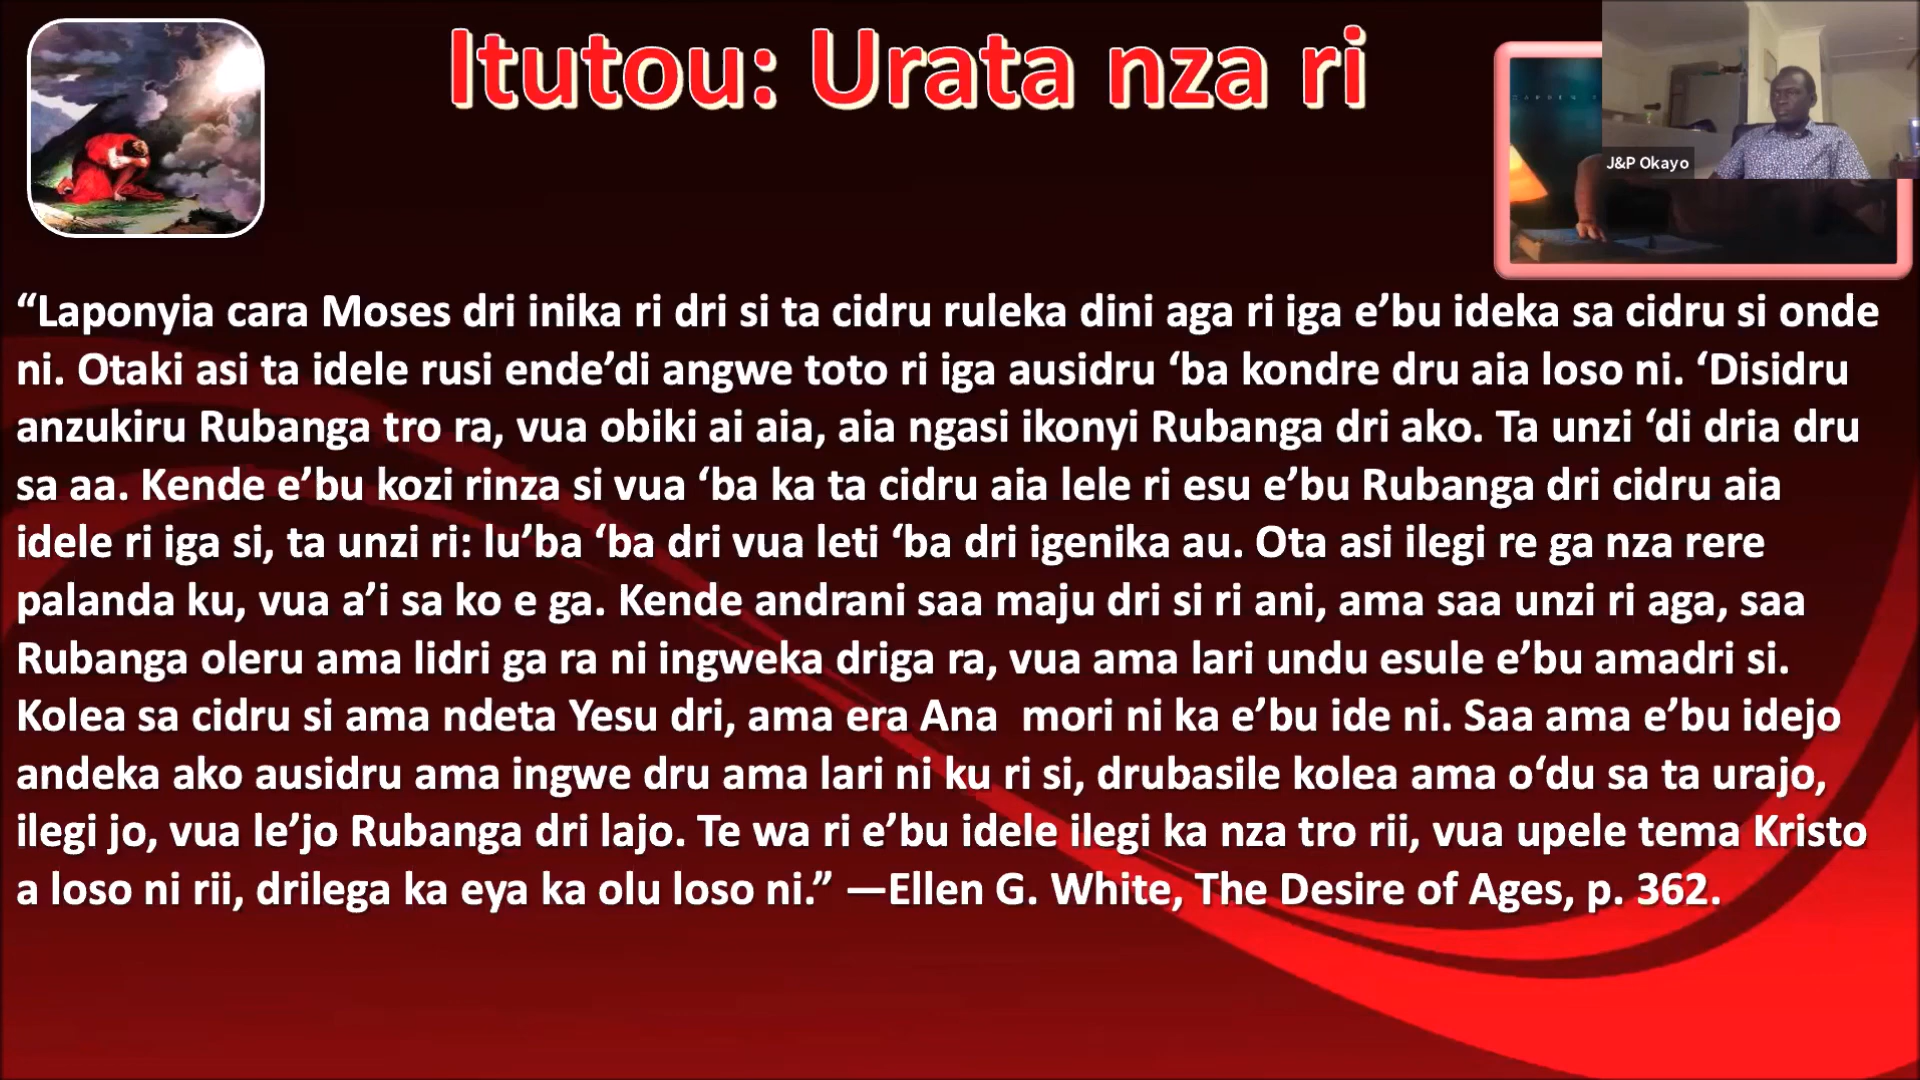 Itutou: Urata nza ri
J&P Okayo
“Laponyia cara Moses dri inika ri dri si ta cidru ruleka dini aga ri iga e’bu ideka sa cidru si onde
ni. Otaki asi ta idele rusi ende’di angwe toto ri iga ausidru ‘ba kondre dru aia loso ni. ‘Disidru
anzukiru Rubanga tro ra, vua obiki ai aia, aia ngasi ikonyi Rubanga dri ako. Ta unzi ‘di dria dru
sa aa. Kende e’bu kozi rinza si vua ‘ba ka ta cidru aia lele ri esu e’bu Rubanga dri cidru aia
idele ri iga si, ta unzi ri: lu’ba ‘ba dri vua leti ‘ba dri igenika au. Ota asi ilegi re ga nza rere
palanda ku, vua a’i sa ko e ga. Kende andrani saa maju dri si ri ani, ama saa unzi ri aga, saa
Rubanga oleru ama lidri ga ra ni ingweka driga ra, vua ama lari undu esule e’bu amadri si.
Kolea sa cidru si ama ndeta Yesu dri, ama era Ana mori ni ka e’bu ide ni. Saa ama e’bu idejo
andeka ako ausidru ama ingwe dru ama lari ni ku ri si, drubasile kolea ama o‘du sa ta urajo,
ilegi jo, vua le’jo Rubanga dri lajo. Te wa ri e’bu idele ilegi ka nza tro rii, vua upele tema Kristo
a loso ni rii, drilega ka eya ka olu loso ni.” —Ellen G. White, The Desire of Ages, p. 362.